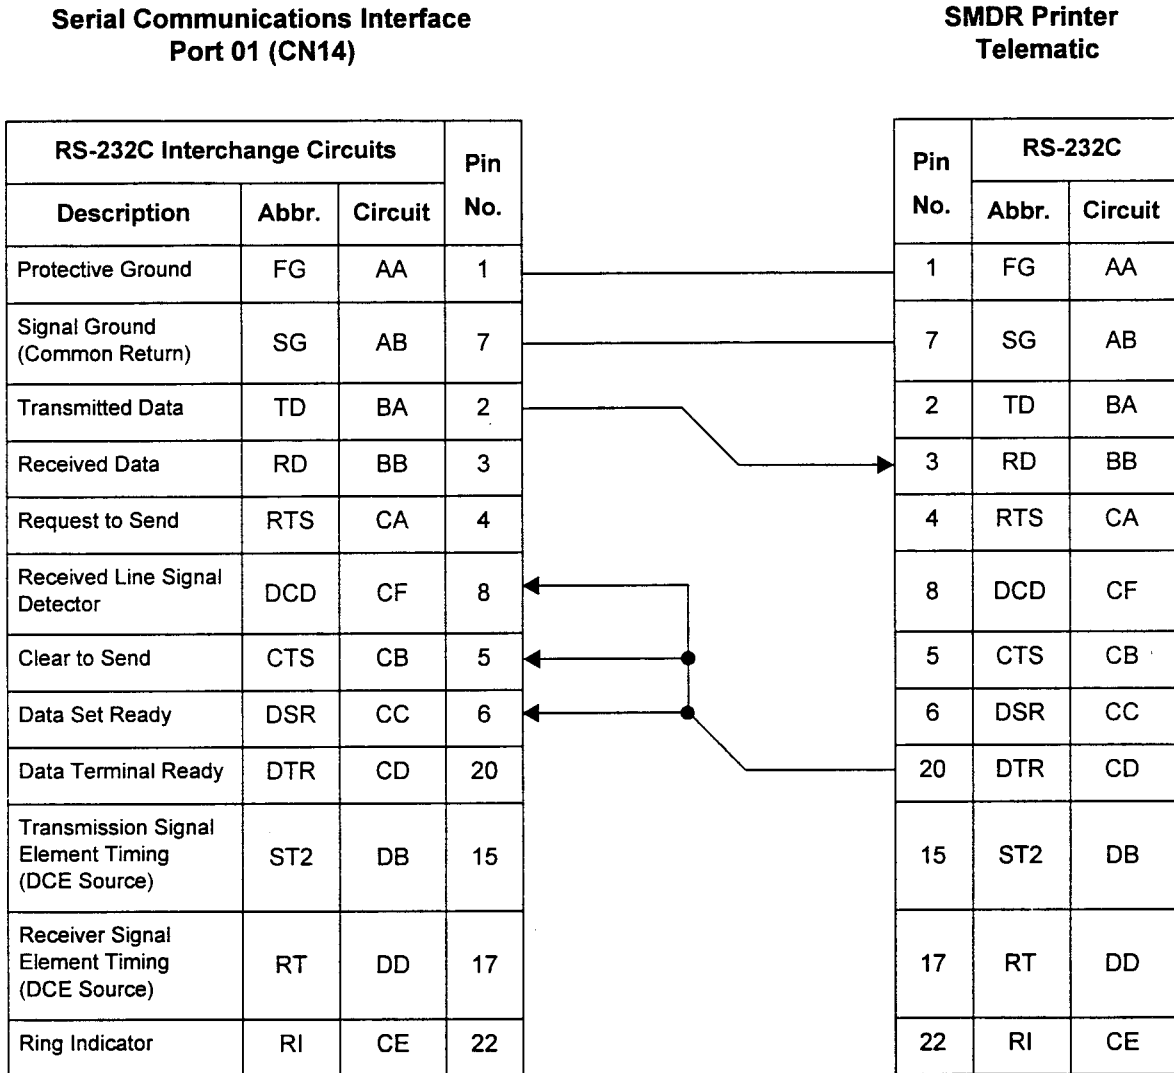 Serial Communications Interface
Port 01 (CN14)
SMDR Printer
Telematic
RS-232C Interchange Circuits
Pin
No.
Description Abbr. Circuit
Protective Ground FG AA 1
Signal Ground
(Common Return) SG AB 7
Transmitted Data TD BA 2
Received Data RD BB 3
Request to Send RTS CA 4
Received Line Signal
Detector DCD CF 8
Clear to Send CTS CB 5
Data Set Ready DSR CC 6
Data Terminal Ready DTR CD 20
Transmission Signal
Element Timing ST2 DB 15
(DCE Source)
Receiver Signal
Element Timing RT DD 17
(DCE Source)
Ring Indicator RI CE 22
Pin
No.
RS-232C
Abbr. Circuit
1 FG AA
7 SG AB
2 TD BA
3 RD BB
4 RTS CA
8 DCD CF
5 CTS CB
6 DSR CC
20 DTR CD
15 ST2 DB
17 RT DD
22 RI CE